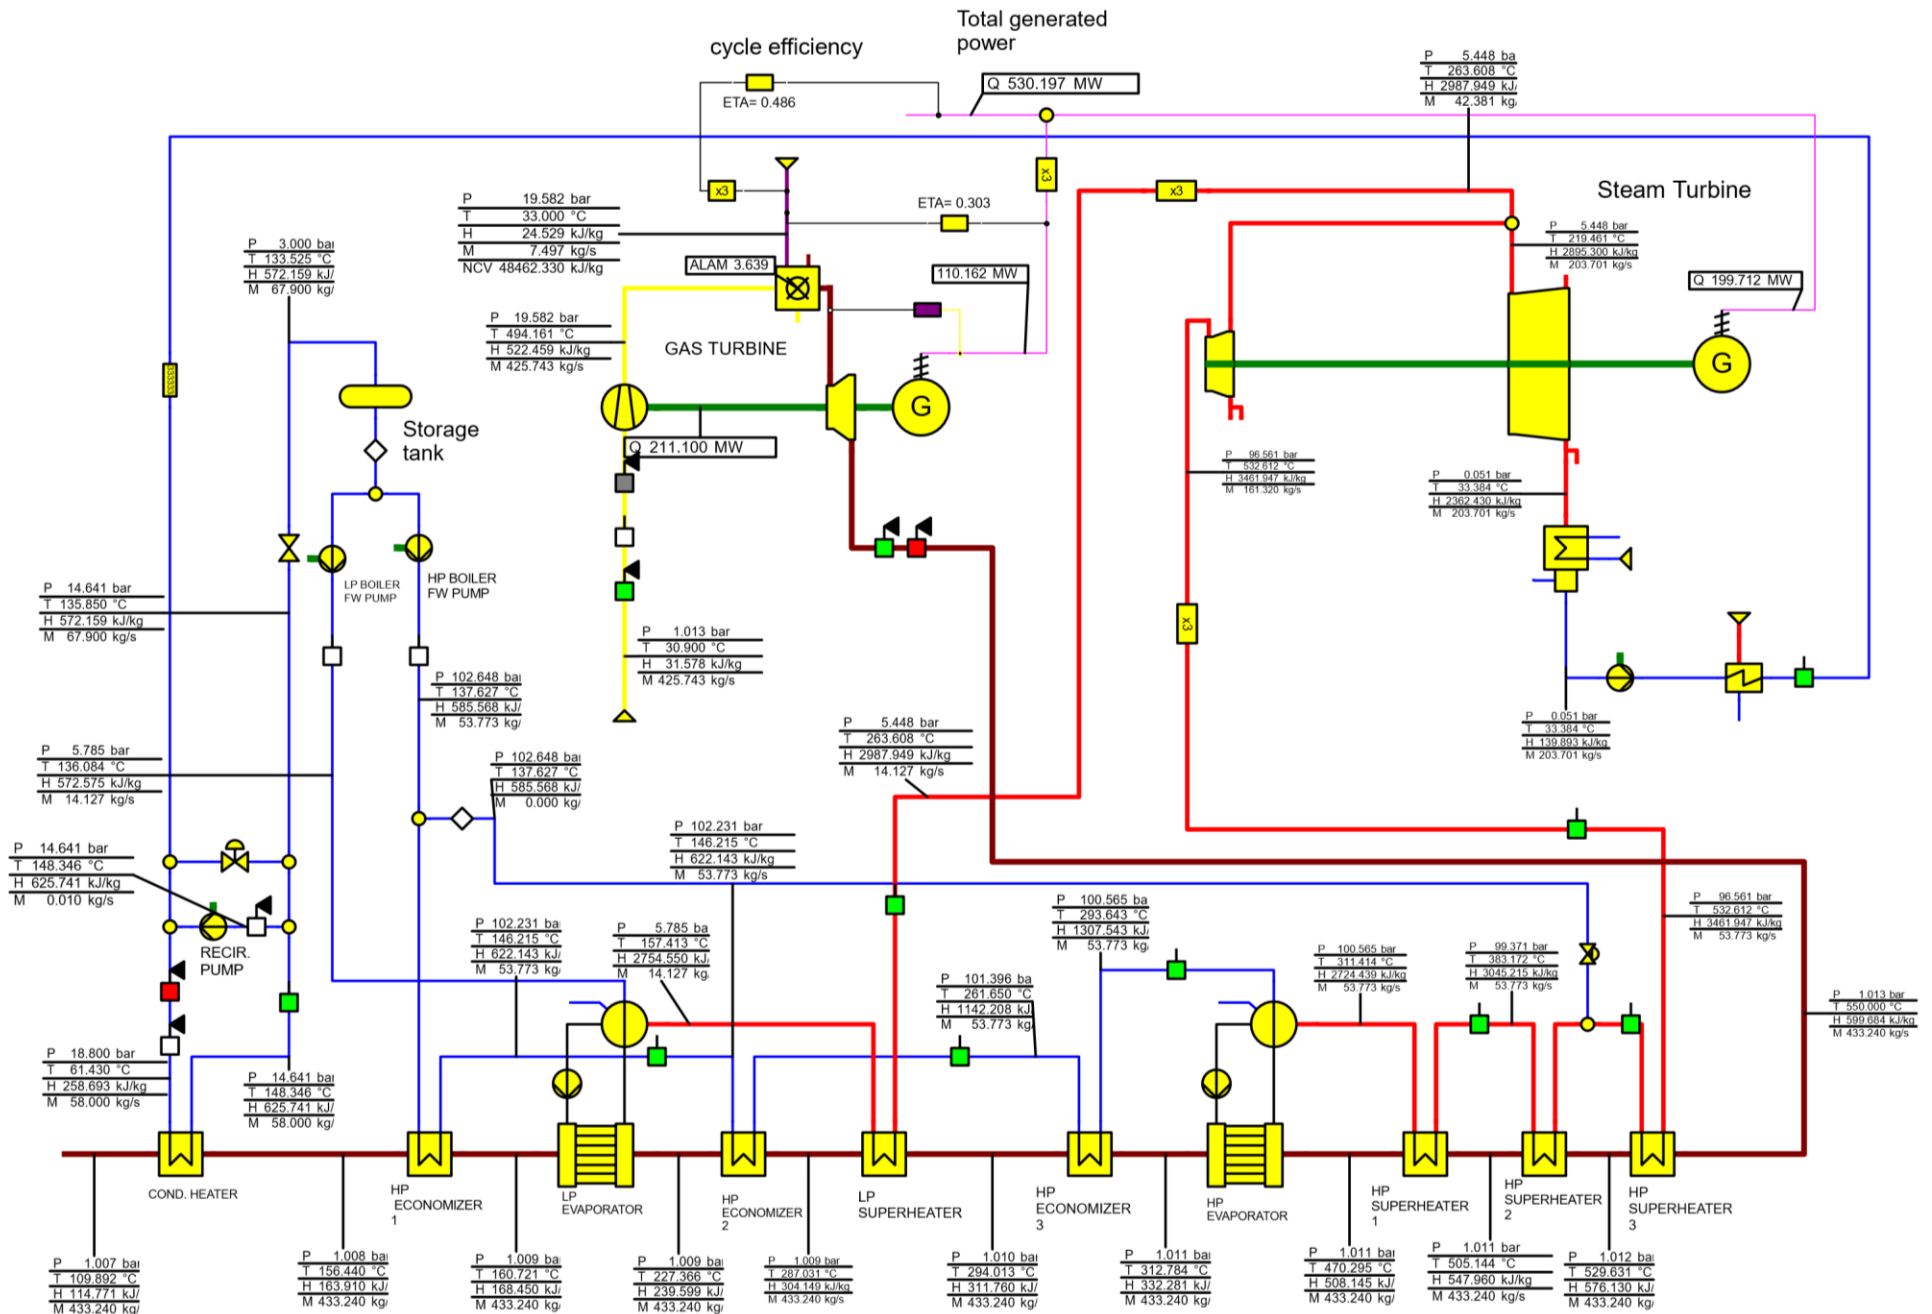 Total generated
power
cycle efficiency
Q 530.197 MW
ETA= 0.486
P 5.448 ba
T 263.608 °C
H 2987.949 kJ/
M 42.381 kg/
x3
x3
x3
Steam Turbine
ETA= 0.303
P 19.582 bar
T 33.000 °C
H 24.529 kJ/kg
M 7.497 kg/s
NCV 48462.330 kJ/kg
P 5.448 bar
T 219.461 °C
H 2895.300 kJ/kg
M 203.701 kg/s
P 3.000 bar
T 133.525 °C
H 572.159 kJ/
M 67.900 kg/
ALAM 3.639
110.162 MW
Q 199.712 MW
P 19.582 bar
T 494.161 °C
H 522.459 kJ/kg
M 425.743 kg/s
GAS TURBINE
G
G
Storage
tank
Q 211.100 MW
P 96.561 bar
T 532.612 °C
H 3461.947 kJ/kg
M 161.320 kg/s
P 0.051 bar
T 33.384 °C
H 2362.430 kJ/kg
M 203.701 kg/s
LP BOILER
FW PUMP
HP BOILER
FW PUMP
P 14.641 bar
T 135.850 °C
H 572.159 kJ/kg
M 67.900 kg/s
x3
P 1.013 bar
T 30.900 °C
H 31.578 kJ/kg
M 425.743 kg/s
P 102.648 bar
T 137.627 °C
H 585.568 kJ/
M 53.773 kg/
P 5.448 bar
T 263.608 °C
H 2987.949 kJ/kg
M 14.127 kg/s
P 0.051 bar
T 33.384 °C
H 139.893 kJ/kg
M 203.701 kg/s
P 5.785 bar
T 136.084 °C
H 572.575 kJ/kg
M 14.127 kg/s
P 102.648 bar
T 137.627 °C
H 585.568 kJ/
M 0.000 kg/
P 102.231 bar
T 146.215 °C
H 622.143 kJ/kg
M 53.773 kg/s
P 14.641 bar
T 148.346 °C
H 625.741 kJ/kg
M 0.010 kg/s
RECIR.
PUMP
P 102.231 bar
T 146.215 °C
H 622.143 kJ/
M 53.773 kg/
P 5.785 ba
T 157.413 °C
H 2754.550 kJ/
M 14.127 kg
P 100.565 ba
T 293.643 °C
H 1307.543 kJ/
M 53.773 kg/
P 96.561 bar
T 532.612 °C
H 3461.947 kJ/kg
M 53.773 kg/s
P 100.565 bar
T 311.414 °C
H 2724.439 kJ/kg
M 53.773 kg/s
P 99.371 bar
T 383.172 °C
H 3045.215 kJ/kg
M 53.773 kg/s
P 101.396 ba
T 261.650 °C
H 1142.208 kJ
M 53.773 kg/
P 1.013 bar
T 550.000 °C
H 599.684 kJ/kg
M 433.240 kg/s
P 18.800 bar
T 61.430 °C
H 258.693 kJ/kg
M 58.000 kg/s
P 14.641 bar
T 148.346 °C
H 625.741 kJ/
M 58.000 kg/
COND. HEATER
HP
ECONOMIZER
1
LP
EVAPORATOR
HP
ECONOMIZER
2
LP
SUPERHEATER
HP
ECONOMIZER
3
HP
EVAPORATOR
HP
SUPERHEATER
1
HP
SUPERHEATER
2
HP
SUPERHEATER
3
P 1.007 bar
T 109.892 °C
H 114.771 kJ/
M 433.240 kg/
P 1.008 bar
T 156.440 °C
H 163.910 kJ/
M 433.240 kg/
P 1.009 bar
T 160.721 °C
H 168.450 kJ/
M 433.240 kg/
P 1.009 bar
T 227.366 °C
H 239.599 kJ/
M 433.240 kg/
P 1.009 bar
T 287.031 °C
H 304.149 kJ/kg
M 433.240 kg/s
P 1.010 bar
T 294.013 °C
H 311.760 kJ/
M 433.240 kg/
P 1.011 bar
T 312.784 °C
H 332.281 kJ/
M 433.240 kg/
P 1.011 bar
T 470.295 °C
H 508.145 kJ/
M 433.240 kg/
P 1.011 bar
T 505.144 °C
H 547.960 kJ/kg
M 433.240 kg/s
P 1.012 bar
T 529.631 °C
H 576.130 kJ/
M 433.240 kg/